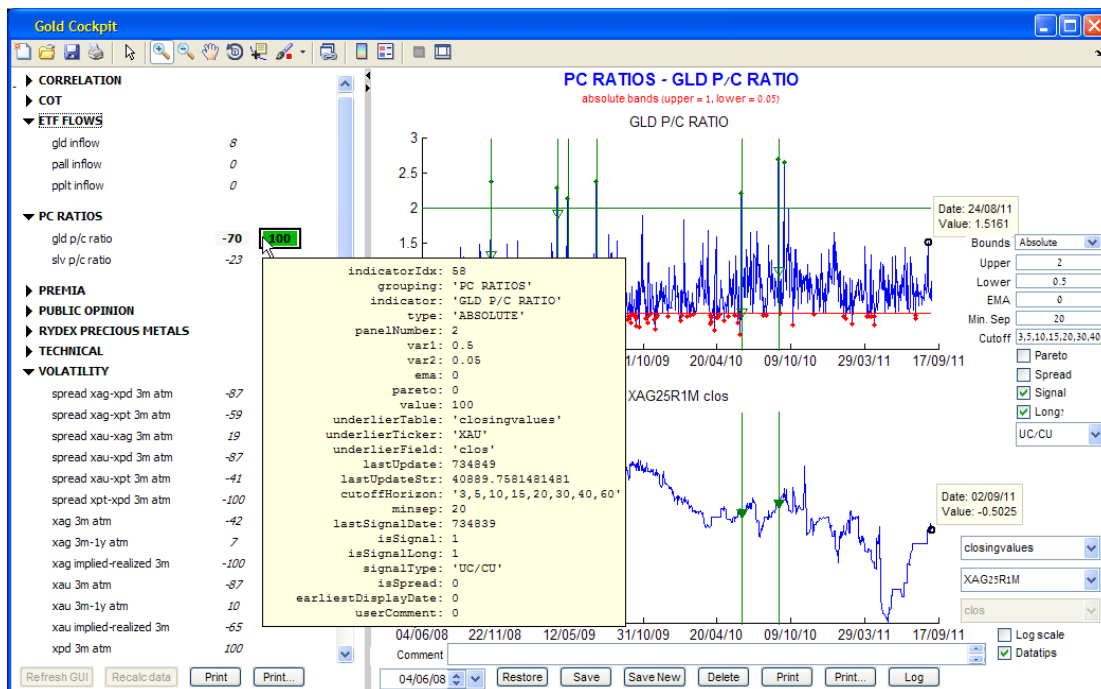 Gold Cockpit
CORRELATION
COT
ETF FLOWS
gld inflow 8
pall inflow 0
pplt inflow 0
PC RATIOS
gld p/c ratio -70 100
slv p/c ratio -23
PREMIA
PUBLIC OPINION
RYDEX PRECIOUS METALS
TECHNICAL
VOLATILITY
spread xag-xpd 3m atm -87
spread xag-xpt 3m atm -59
spread xau-xag 3m atm 19
spread xau-xpd 3m atm -87
spread xau-xpt 3m atm -41
spread xpt-xpd 3m atm -100
xag 3m atm -42
xag 3m-1y atm 7
xag implied-realized 3m -100
xau 3m atm -87
xau 3m-1y atm 10
xau implied-realized 3m -65
xpd 3m atm 100
Refresh GUI Recalc data Print Print...
indicatorIdx: 58
grouping: 'PC RATIOS'
indicator: 'GLD P/C RATIO'
type: 'ABSOLUTE'
panelNumber: 2
var1: 0.5
var2: 0.05
ema: 0
pareto: 0
value: 100
underlierTable: 'closingvalues'
underlierTicker: 'XAU'
underlierField: 'clos'
lastUpdate: 734849
lastUpdateStr: 40889.7581481481
cutoffHorizon: '3,5,10,15,20,30,40,60'
minsep: 20
lastSignalDate: 734839
isSignal: 1
isSignalLong: 1
signalType: 'UC/CU'
isSpread: 0
earliestDisplayDate: 0
userComment: 0
PC RATIOS - GLD P/C RATIO
absolute bands (upper = 1, lower = 0.05)
GLD P/C RATIO
3
2.5
2
1.5
Date: 24/08/11
Value: 1.5161
31/10/09 20/04/10 09/10/10 29/03/11 17/09/11
Bounds Absolute
Upper 2
Lower 0.5
EMA 0
Min. Sep 20
Cutoff 3,5,10,15,20,30,40
Pareto
Spread
Signal
Long?
UC/CU
XAG25R1M clos
Date: 02/09/11
Value: -0.5025
04/06/08 22/11/08 12/05/09 31/10/09 20/04/10 09/10/10 29/03/11 17/09/11
closingvalues
XAG25R1M
clos
Log scale
Datatips
Comment
04/06/08 Restore Save Save New Delete Print Print... Log